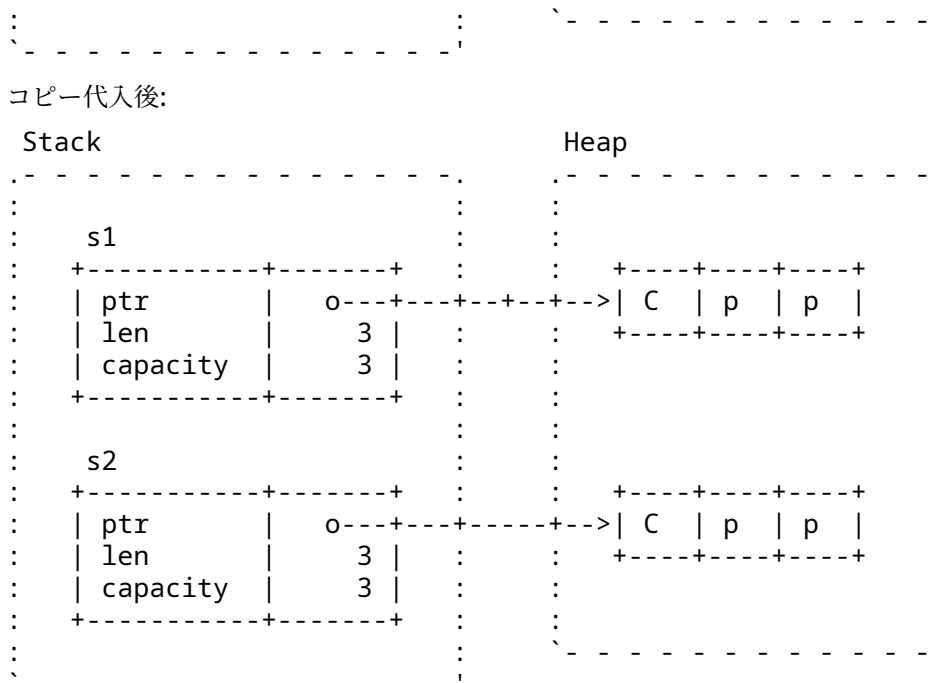 :                           :     `- - - - - - - - - - - -
`- - - - - - - - - - - - - -'
コピー代入後:
 Stack                             Heap
.- - - - - - - - - - - - - -.     .- - - - - - - - - - - -
:                           :     :
:    s1                     :     :
:   +-----------+-------+   :     :   +----+----+----+
:   | ptr       |   o---+---+--+--+-->| C  | p  | p  |
:   | len       |     3 |   :     :   +----+----+----+
:   | capacity  |     3 |   :     :
:   +-----------+-------+   :     :
:                           :     :
:    s2                     :     :
:   +-----------+-------+   :     :   +----+----+----+
:   | ptr       |   o---+---+-----+-->| C  | p  | p  |
:   | len       |     3 |   :     :   +----+----+----+
:   | capacity  |     3 |   :     :
:   +-----------+-------+   :     :
:                           :     `- - - - - - - - - - - -
`- - - - - - - - - - - - - -'